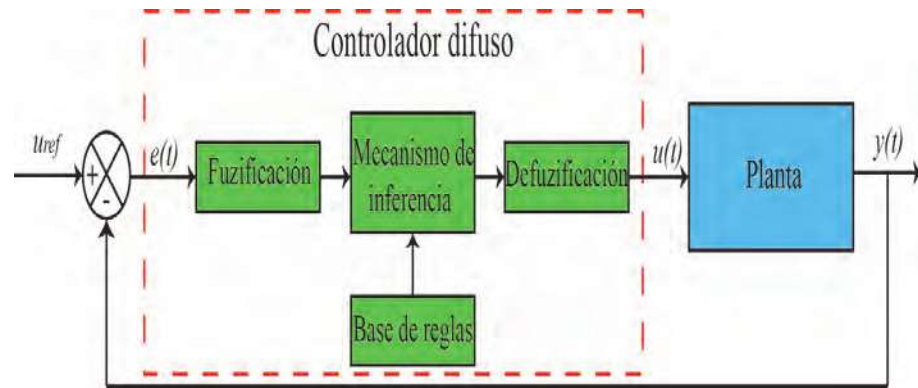 Controlador difuso
uref
+
-
e(t)
Fuzificación
Mecanismo de
inferencia
Defuzificación
u(t)
Planta
y(t)
Base de reglas